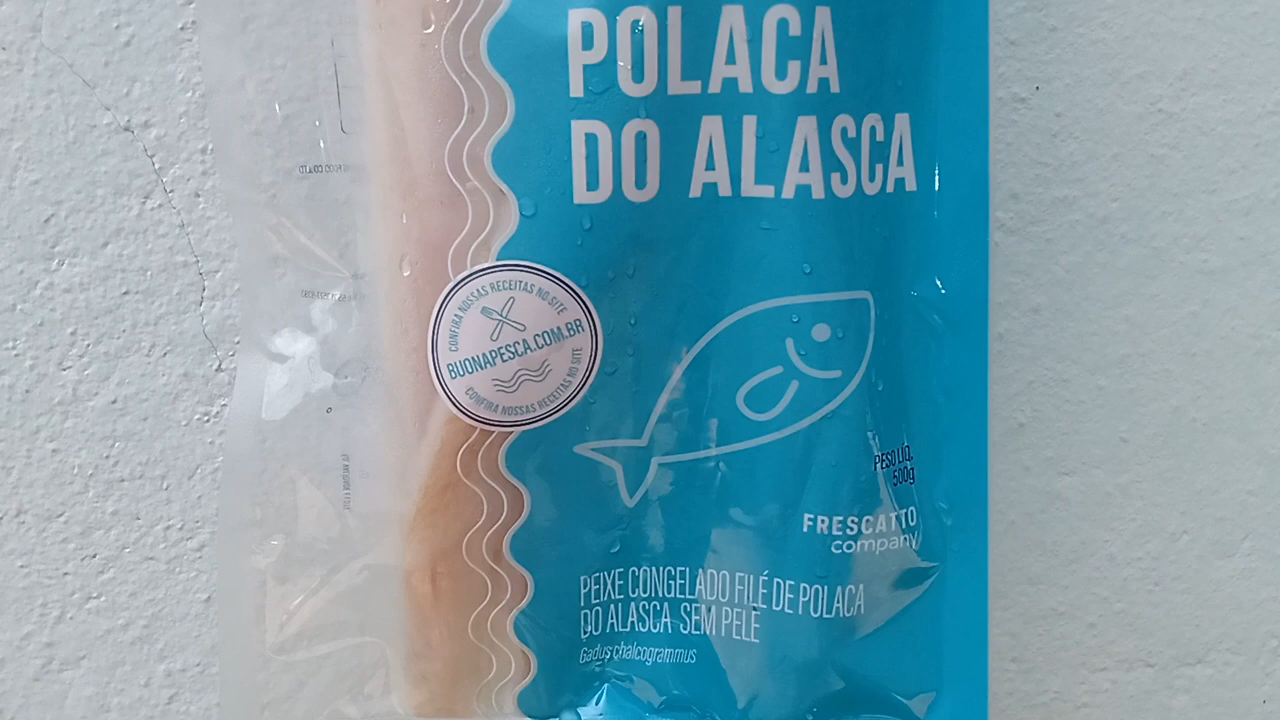 POLACA
DO ALASCA
CONFIRA NOSSAS RECEITAS NO SITE
BUONAPESCA.COM.BR
CONFIRA NOSSAS RECEITAS NO SITE
PESO LÍQ.
500g
FRESCATTO
company
PEIXE CONGELADO FILÉ DE POLACA
DO ALASCA SEM PELE
Gadus chalcogrammus